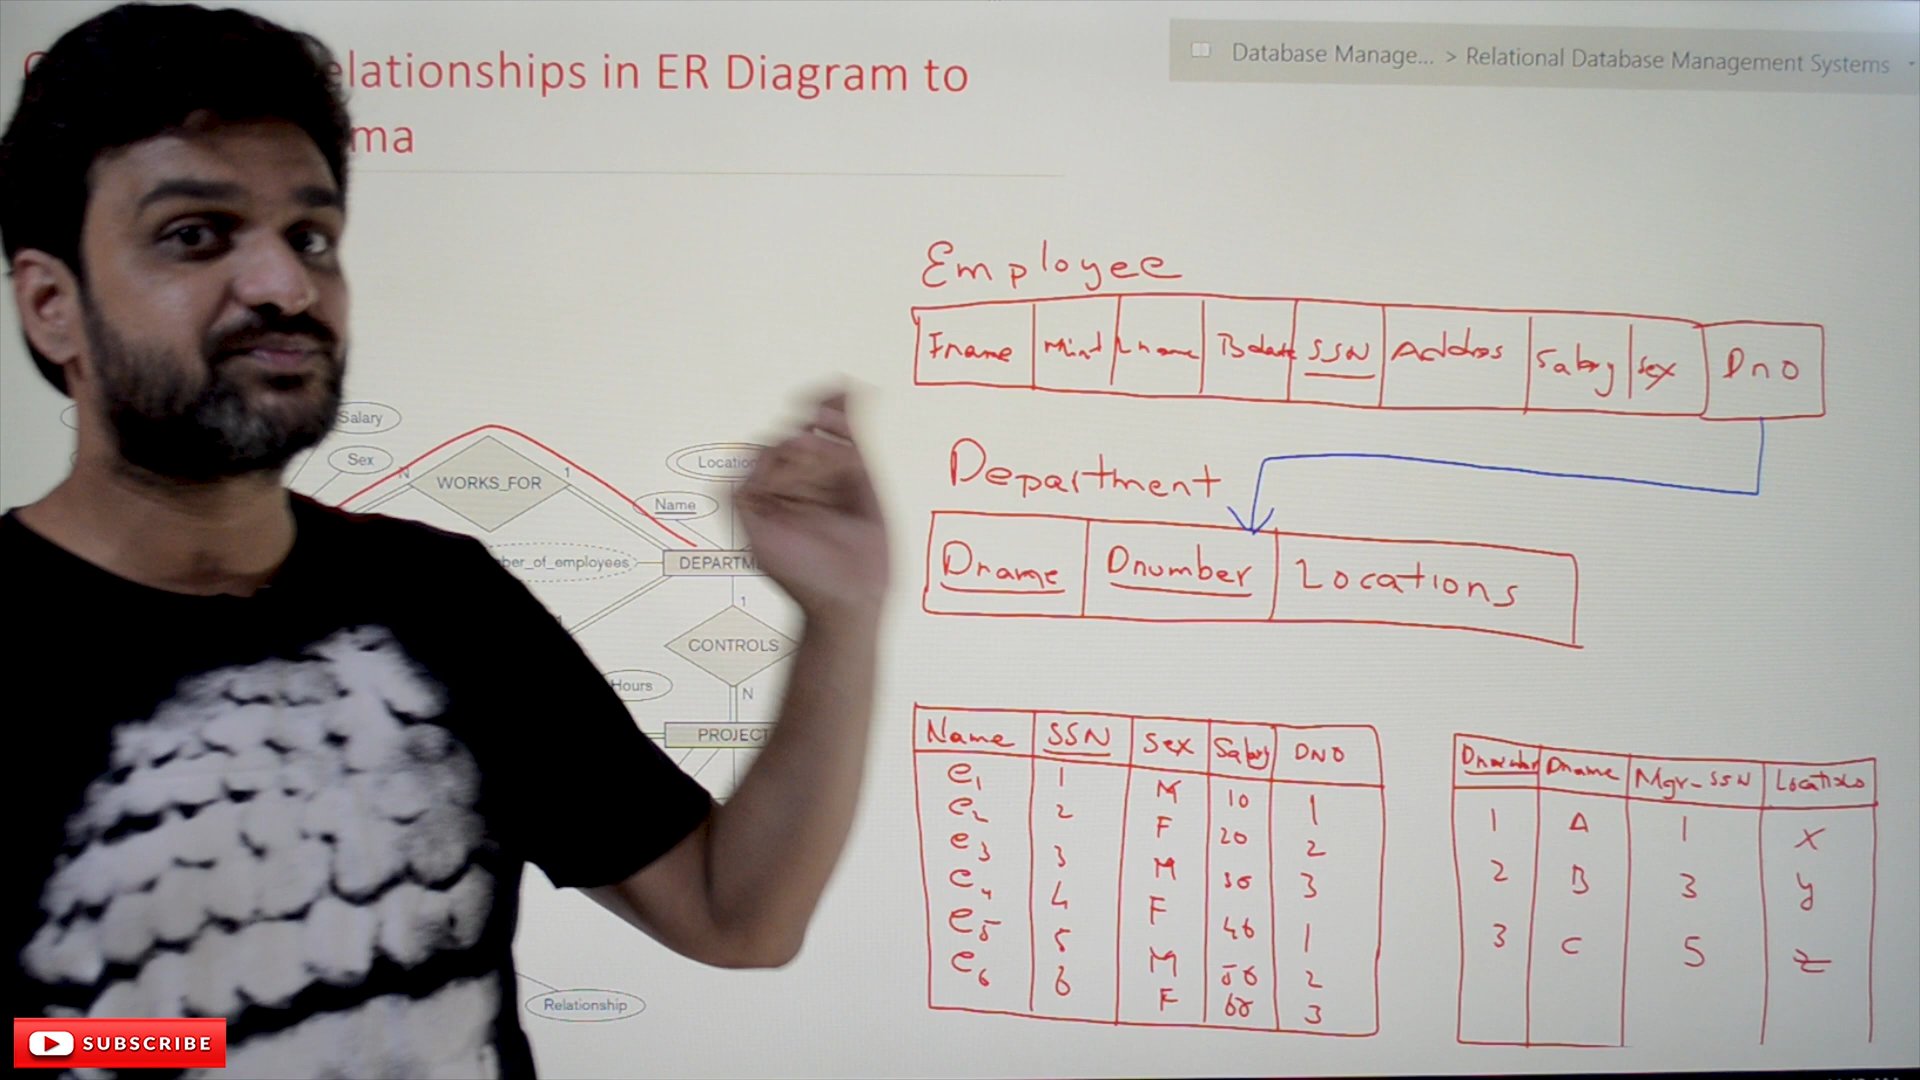 elationships in ER Diagram to
ma
Database Manage... > Relational Database Management Systems
Employee
Fname Minit Lname Bdate SSN Address Salary Sex Dno
Department
Dname Dnumber Locations
Salary
Sex
N
WORKS_FOR
1
Location
Name
ber_of_employees
DEPARTM
1
CONTROLS
N
Hours
PROJECT
Relationship
Name SSN Sex Salary DNO
e1 1 M 10 1
e2 2 F 20 2
e3 3 M 30 3
e4 4 F 40 1
e5 5 M 50 2
e6 6 F 60 3
Dnumber Dname Mgr_SSN Locations
1 A 1 X
2 B 3 y
3 C 5 z
SUBSCRIBE